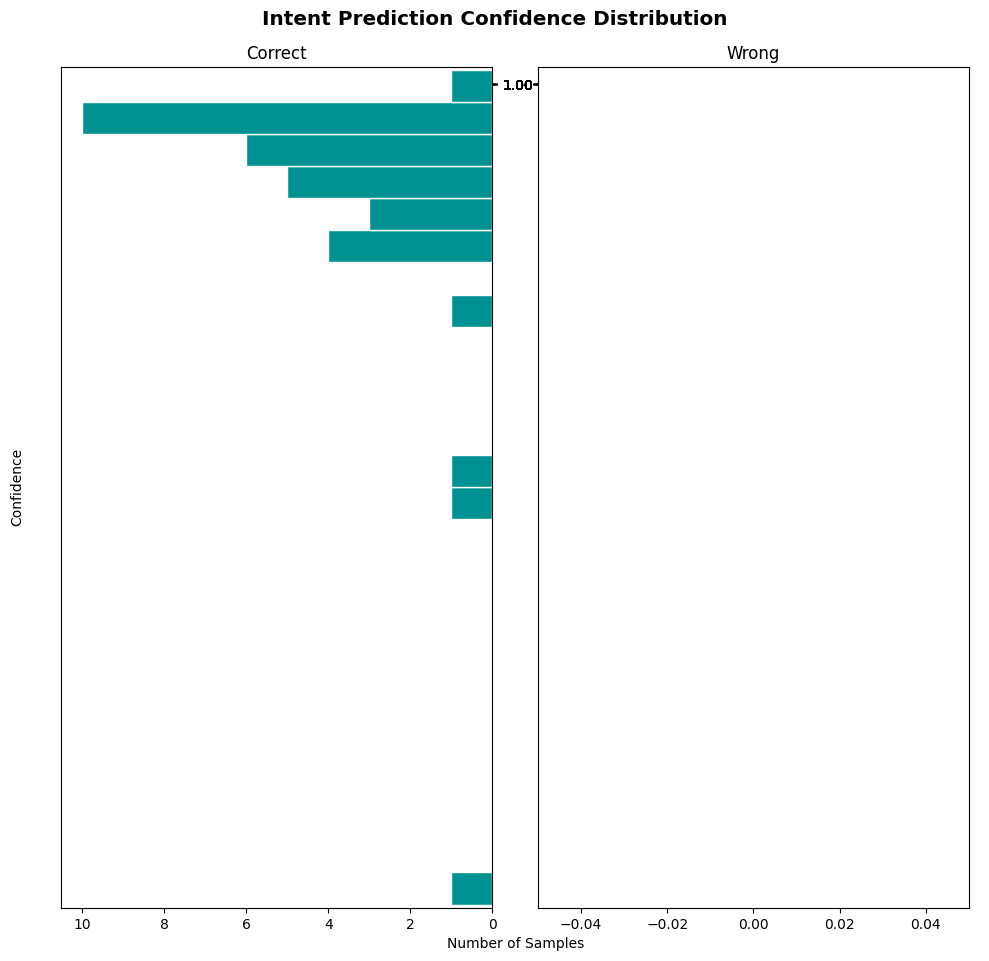 Intent Prediction Confidence Distribution
Correct
Wrong
1.00
Confidence
10 8 6 4 2 0
−0.04 −0.02 0.00 0.02 0.04
Number of Samples